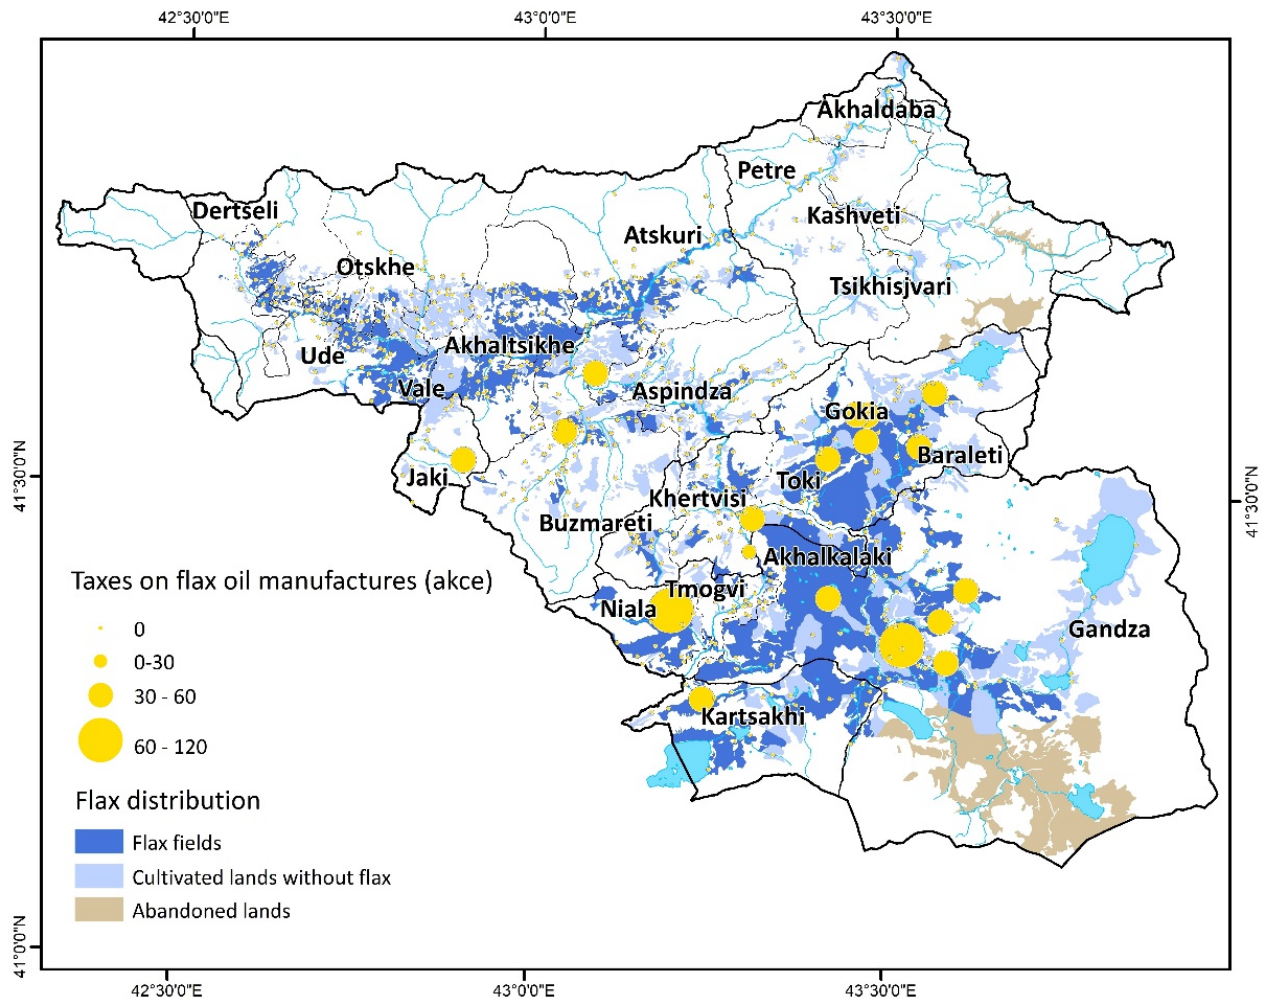 42°30'0"E
43°0'0"E
43°30'0"E
Akhaldaba
Petre
Dertseli
Kashveti
Atskuri
Otskhe
Tsikhisjvari
Akhaltsikhe
Ude
Vale
Aspindza
Gokia
Baraleti
41°30'0"N
Jaki
Toki
Khertvisi
41°30'0"N
Buzmareti
Akhalkalaki
Taxes on flax oil manufactures (akce)
Tmogvi
Niala
0
Gandza
0-30
30 - 60
Kartsakhi
60 - 120
Flax distribution
Flax fields
Cultivated lands without flax
Abandoned lands
41°0'0"N
42°30'0"E
43°0'0"E
43°30'0"E